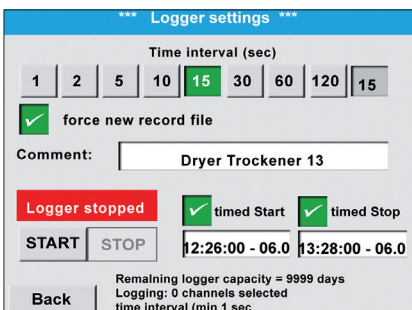 *** Logger settings ***
Time interval (sec)
1 2 5 10 15 30 60 120 15
force new record file
Comment: Dryer Trockener 13
Logger stopped timed Start timed Stop
START STOP 12:26:00 - 06.0 13:28:00 - 06.0
Remaining logger capacity = 9999 days
Back Logging: 0 channels selected
time interval (min 1 sec